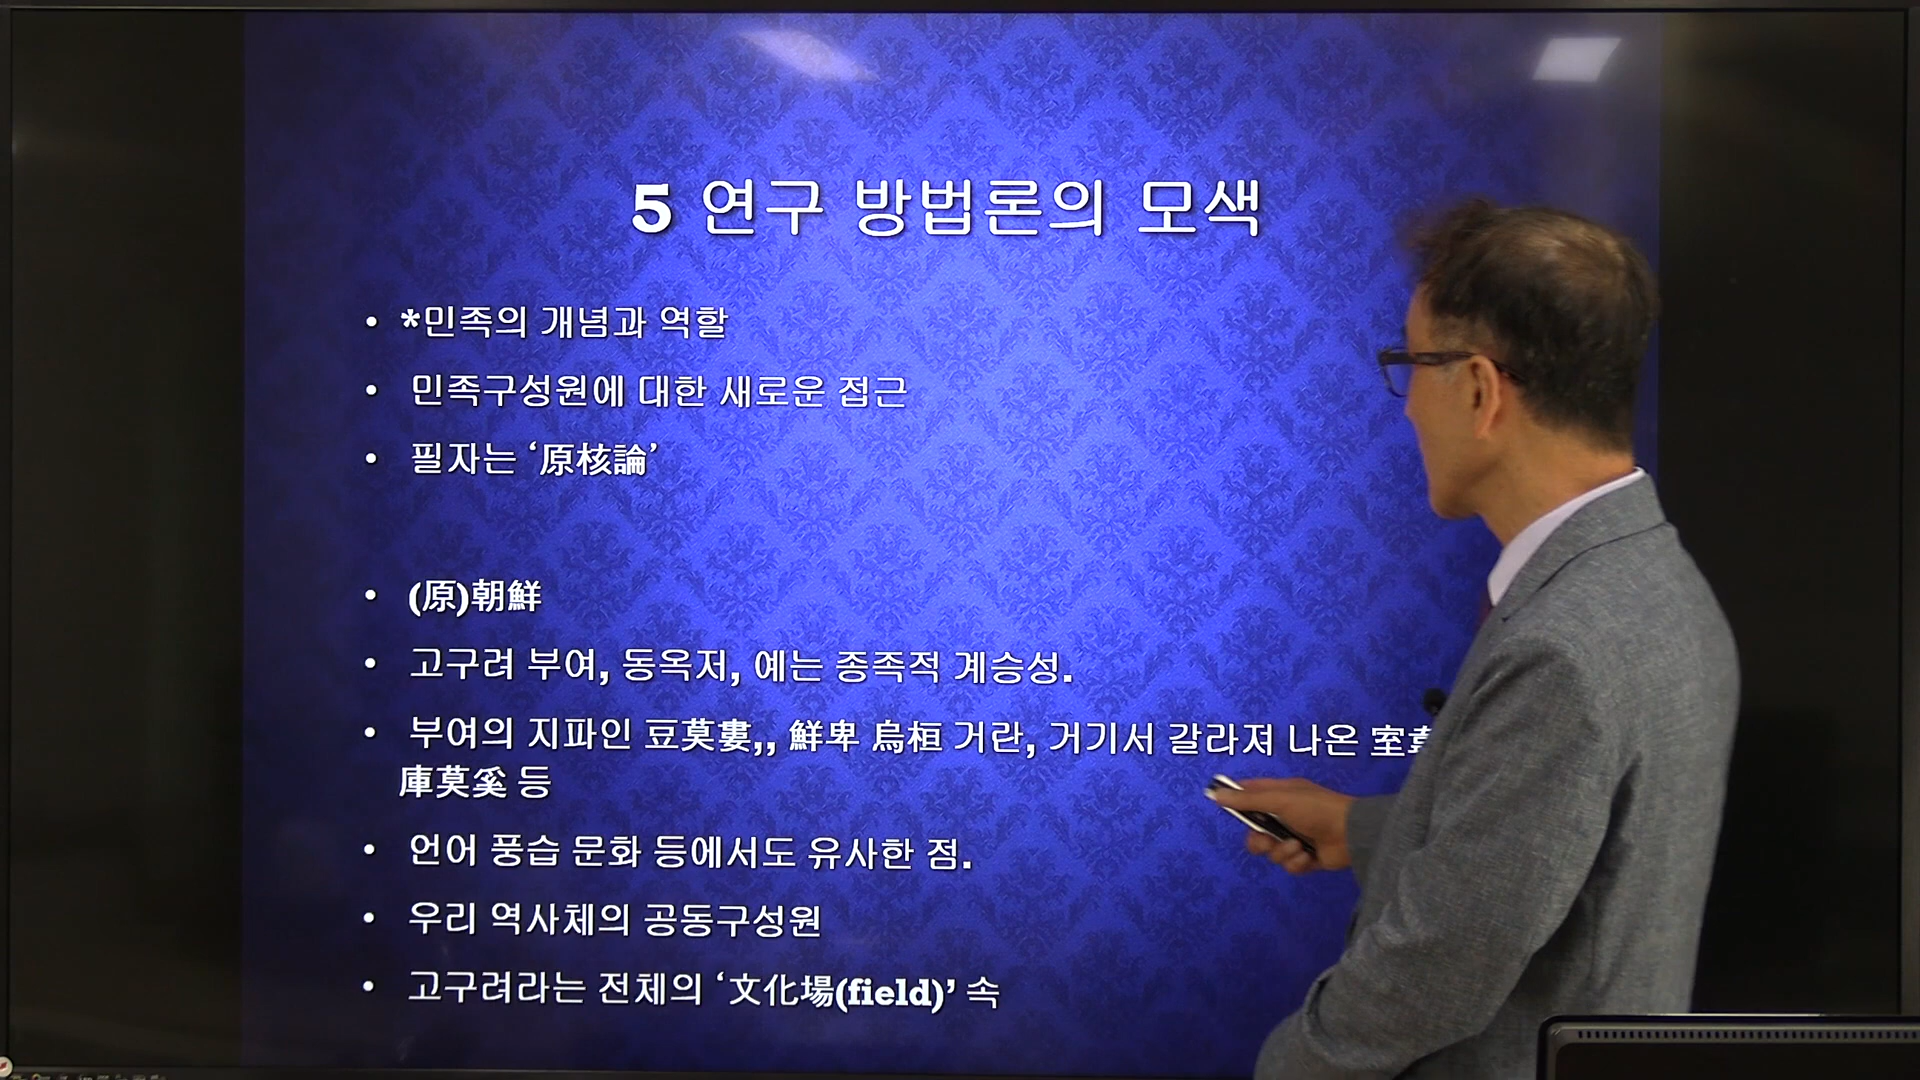 5 연구 방법론의 모색
• *민족의 개념과 역할
• 민족구성원에 대한 새로운 접근
• 필자는 ‘原核論’
• (原)朝鮮
• 고구려 부여, 동옥저, 예는 종족적 계승성.
• 부여의 지파인 豆莫婁,, 鮮卑 烏桓 거란, 거기서 갈라져 나온 室
庫莫奚 등
• 언어 풍습 문화 등에서도 유사한 점.
• 우리 역사체의 공동구성원
• 고구려라는 전체의 ‘文化場(field)’ 속